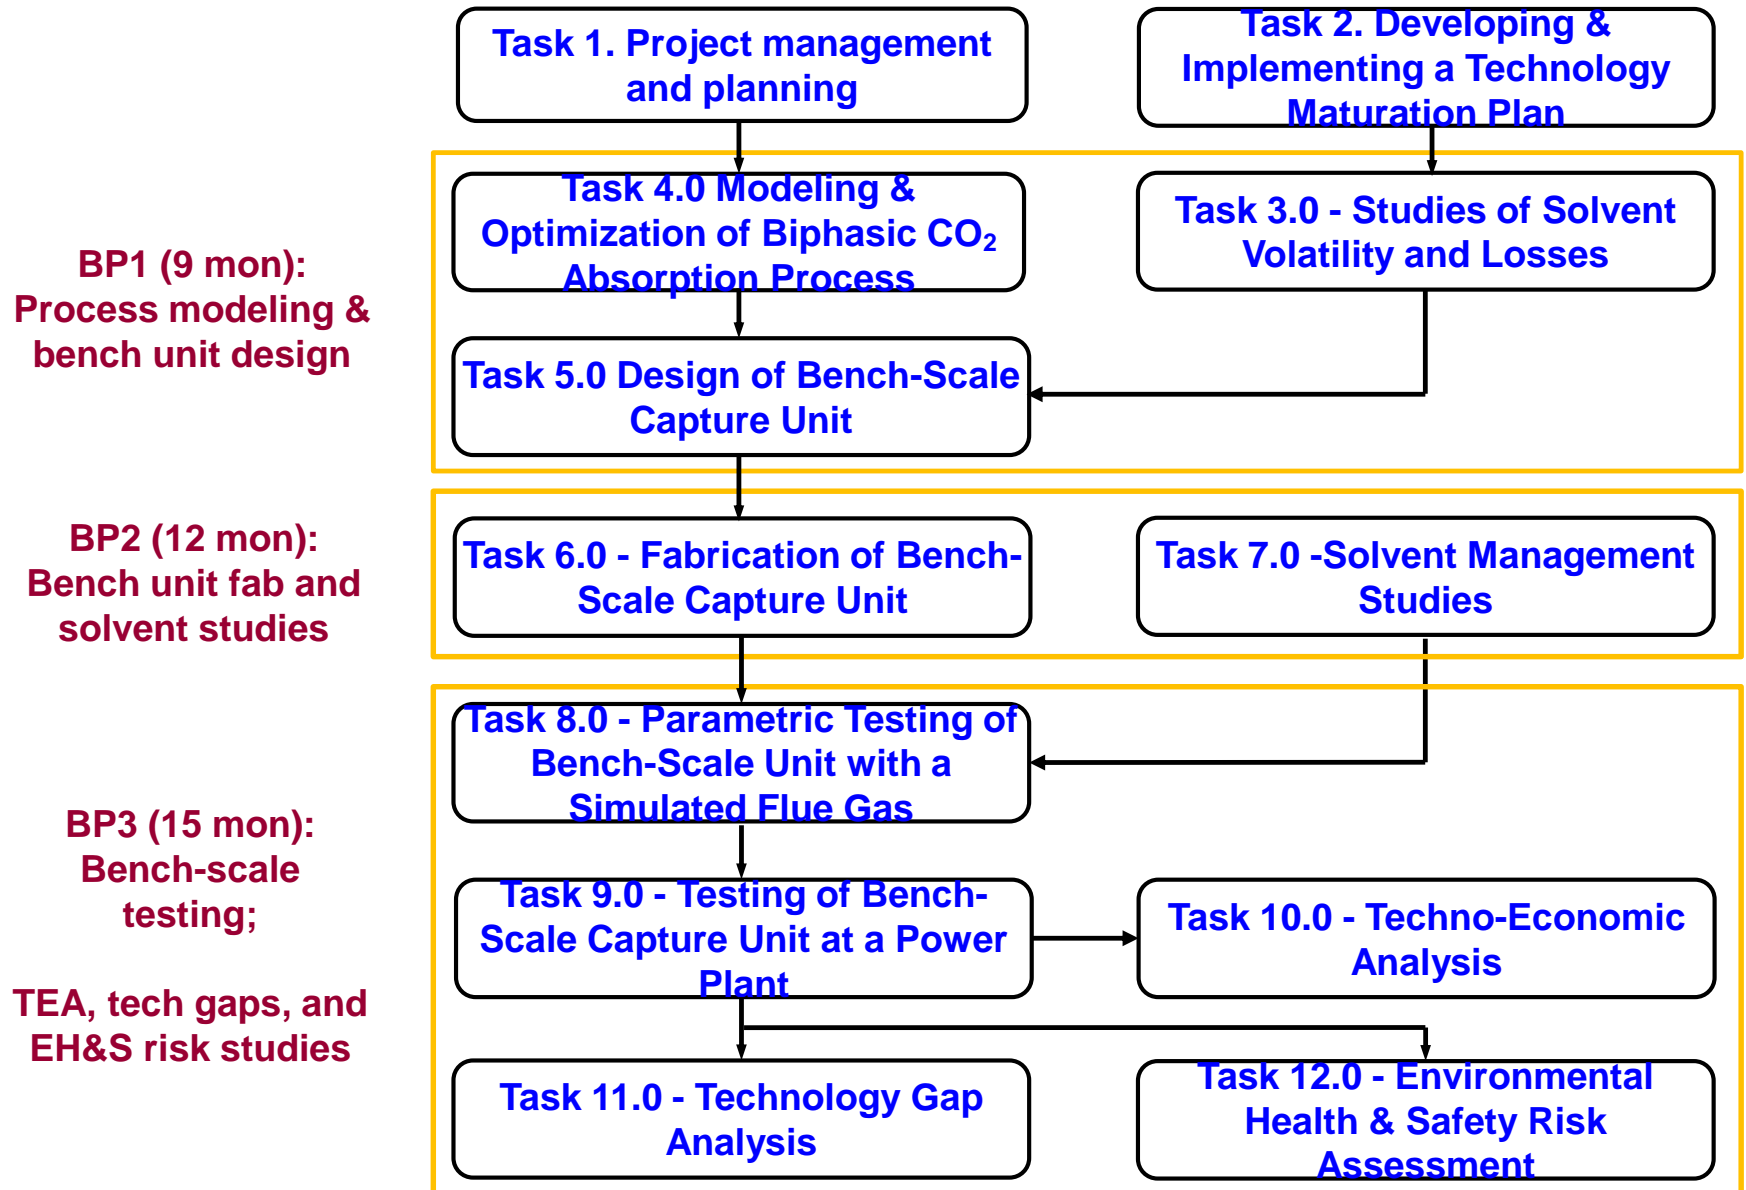 Task 1. Project management
and planning
Task 2. Developing &
Implementing a Technology
Maturation Plan
BP1 (9 mon):
Process modeling &
bench unit design
Task 4.0 Modeling &
Optimization of Biphasic CO₂
Absorption Process
Task 3.0 - Studies of Solvent
Volatility and Losses
Task 5.0 Design of Bench-Scale
Capture Unit
BP2 (12 mon):
Bench unit fab and
solvent studies
Task 6.0 - Fabrication of Bench-
Scale Capture Unit
Task 7.0 -Solvent Management
Studies
BP3 (15 mon):
Bench-scale
testing;
TEA, tech gaps, and
EH&S risk studies
Task 8.0 - Parametric Testing of
Bench-Scale Unit with a
Simulated Flue Gas
Task 9.0 - Testing of Bench-
Scale Capture Unit at a Power
Plant
Task 10.0 - Techno-Economic
Analysis
Task 11.0 - Technology Gap
Analysis
Task 12.0 - Environmental
Health & Safety Risk
Assessment